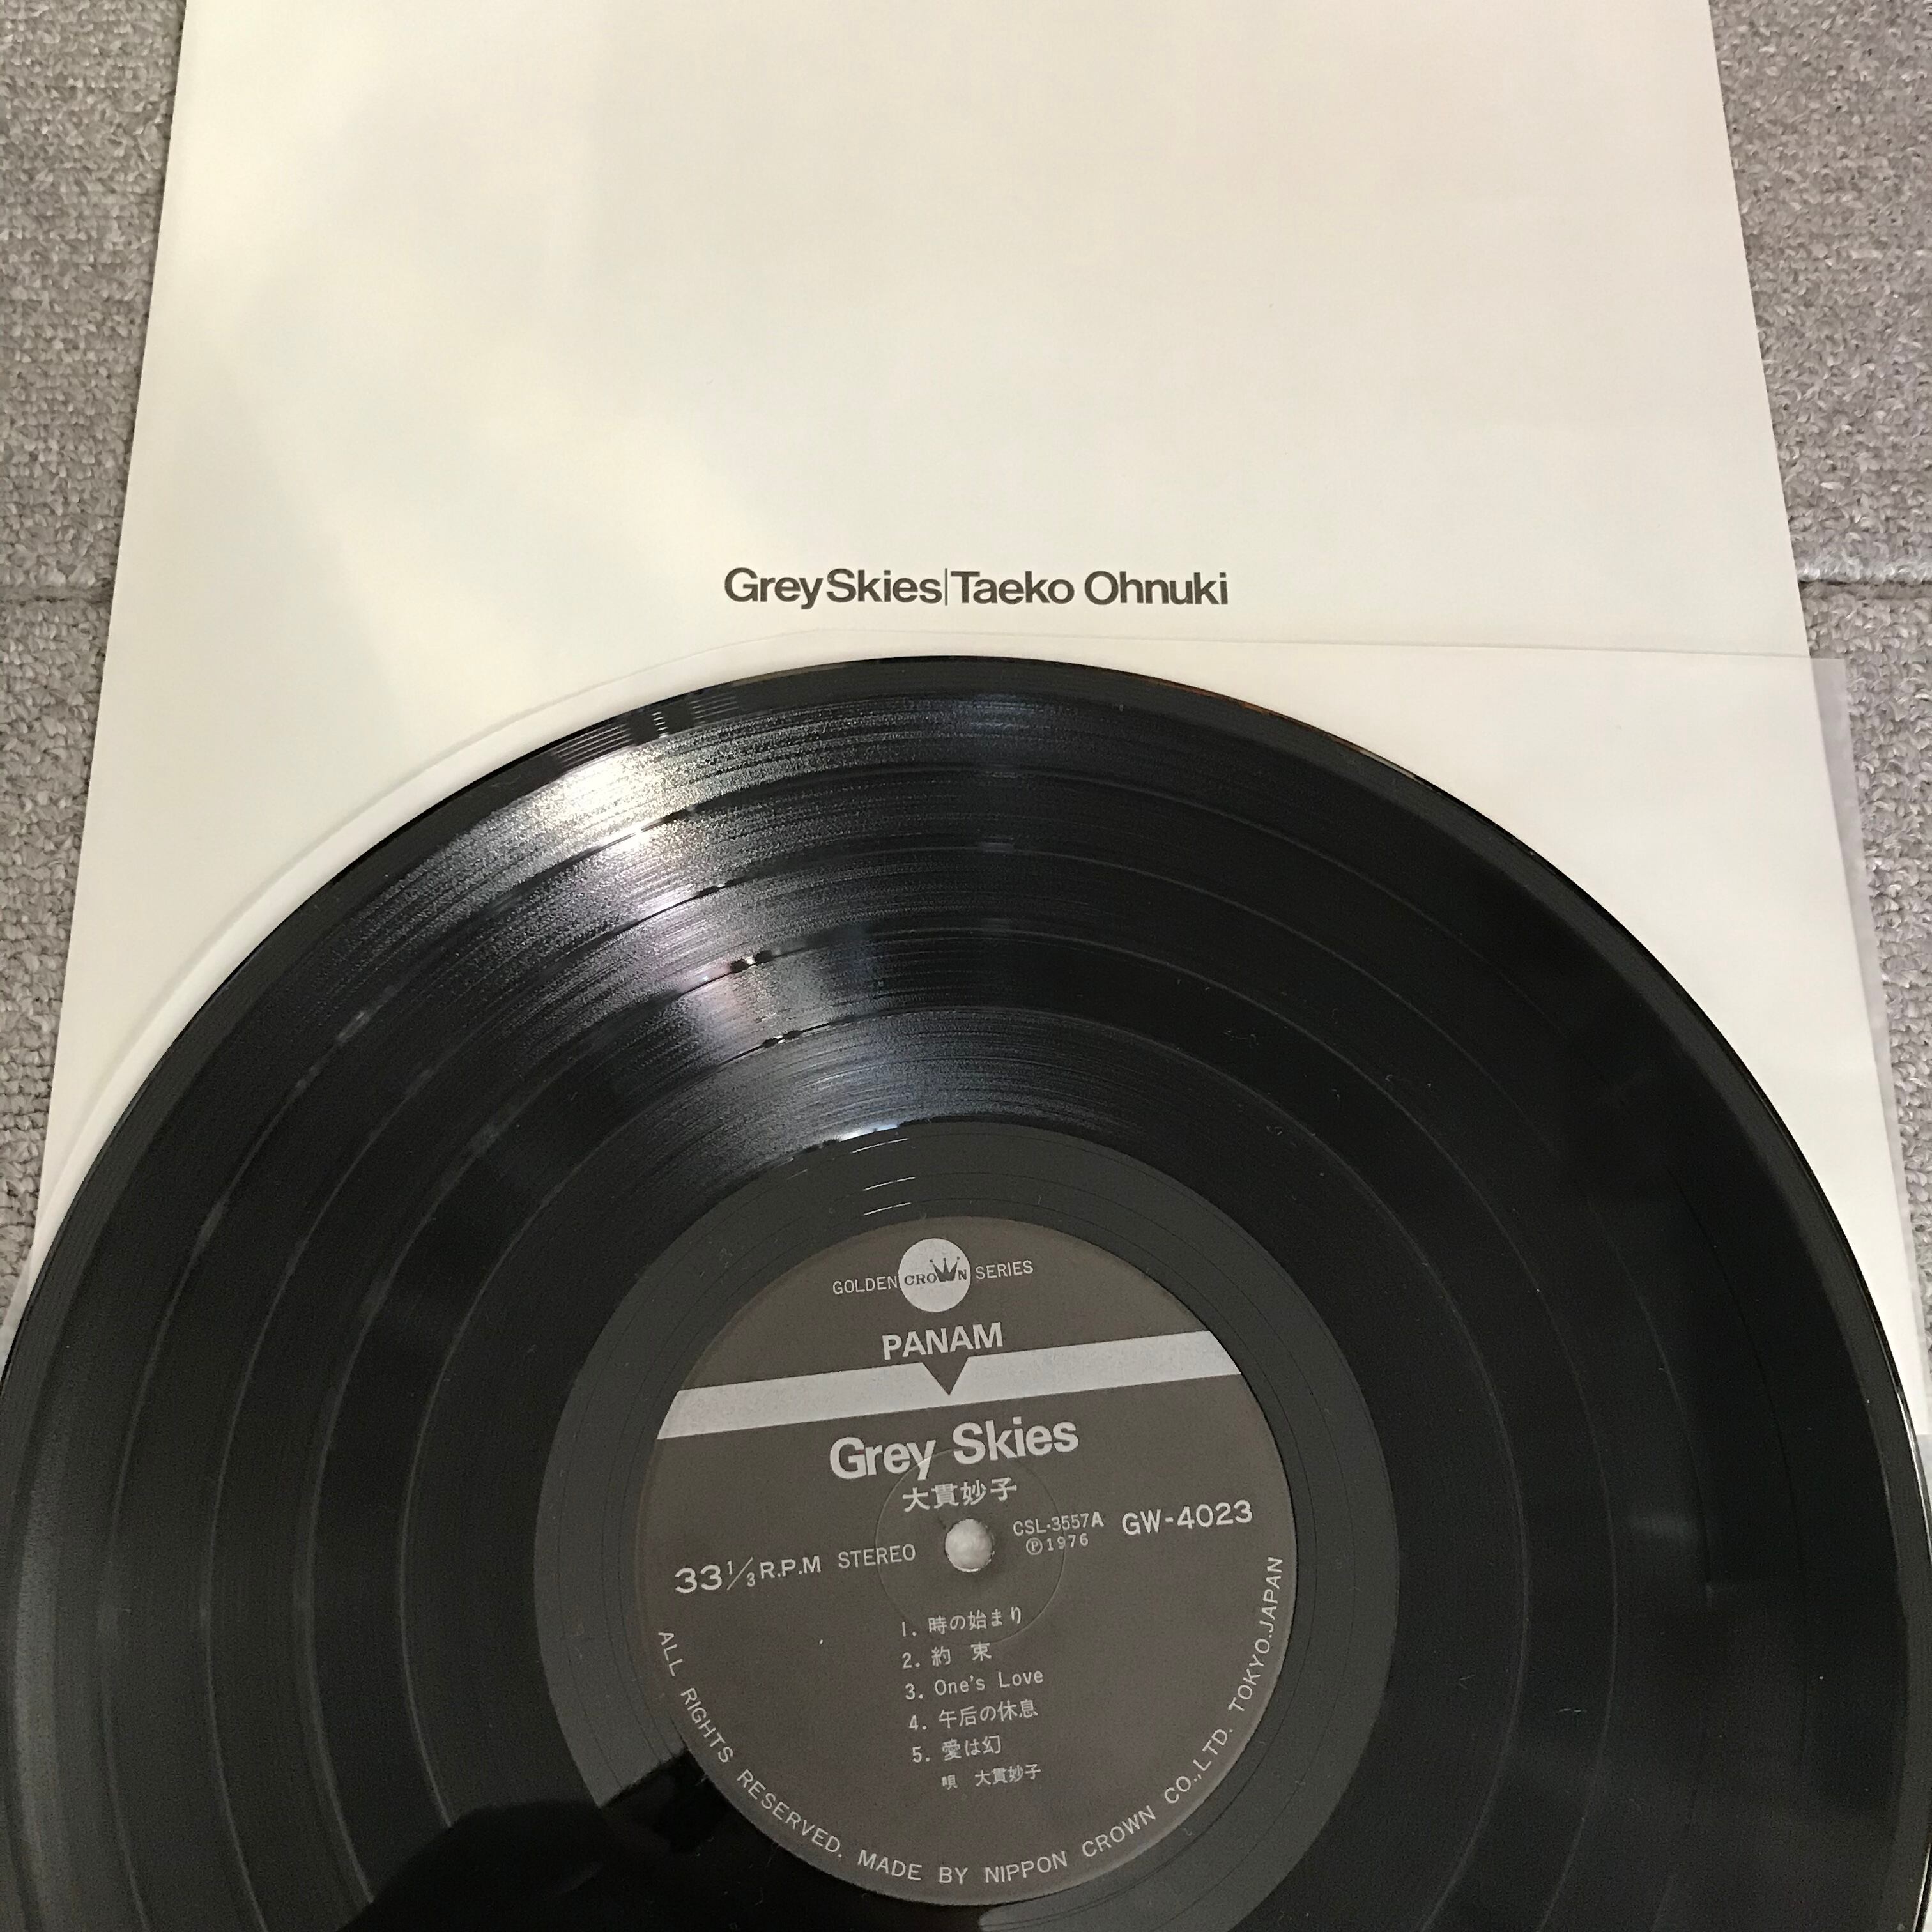 Grey Skies|Taeko Ohnuki
GOLDEN CROWN SERIES
PANAM
Grey Skies
大貫妙子
33 1/3 R.P.M STEREO
CSL-3557A
Ⓟ1976
GW-4023
1. 時の始まり
2. 約 束
3. One's Love
4. 午后の休息
5. 愛は幻
唄 大貫妙子
ALL RIGHTS RESERVED. MADE BY NIPPON CROWN CO.,LTD. TOKYO.JAPAN